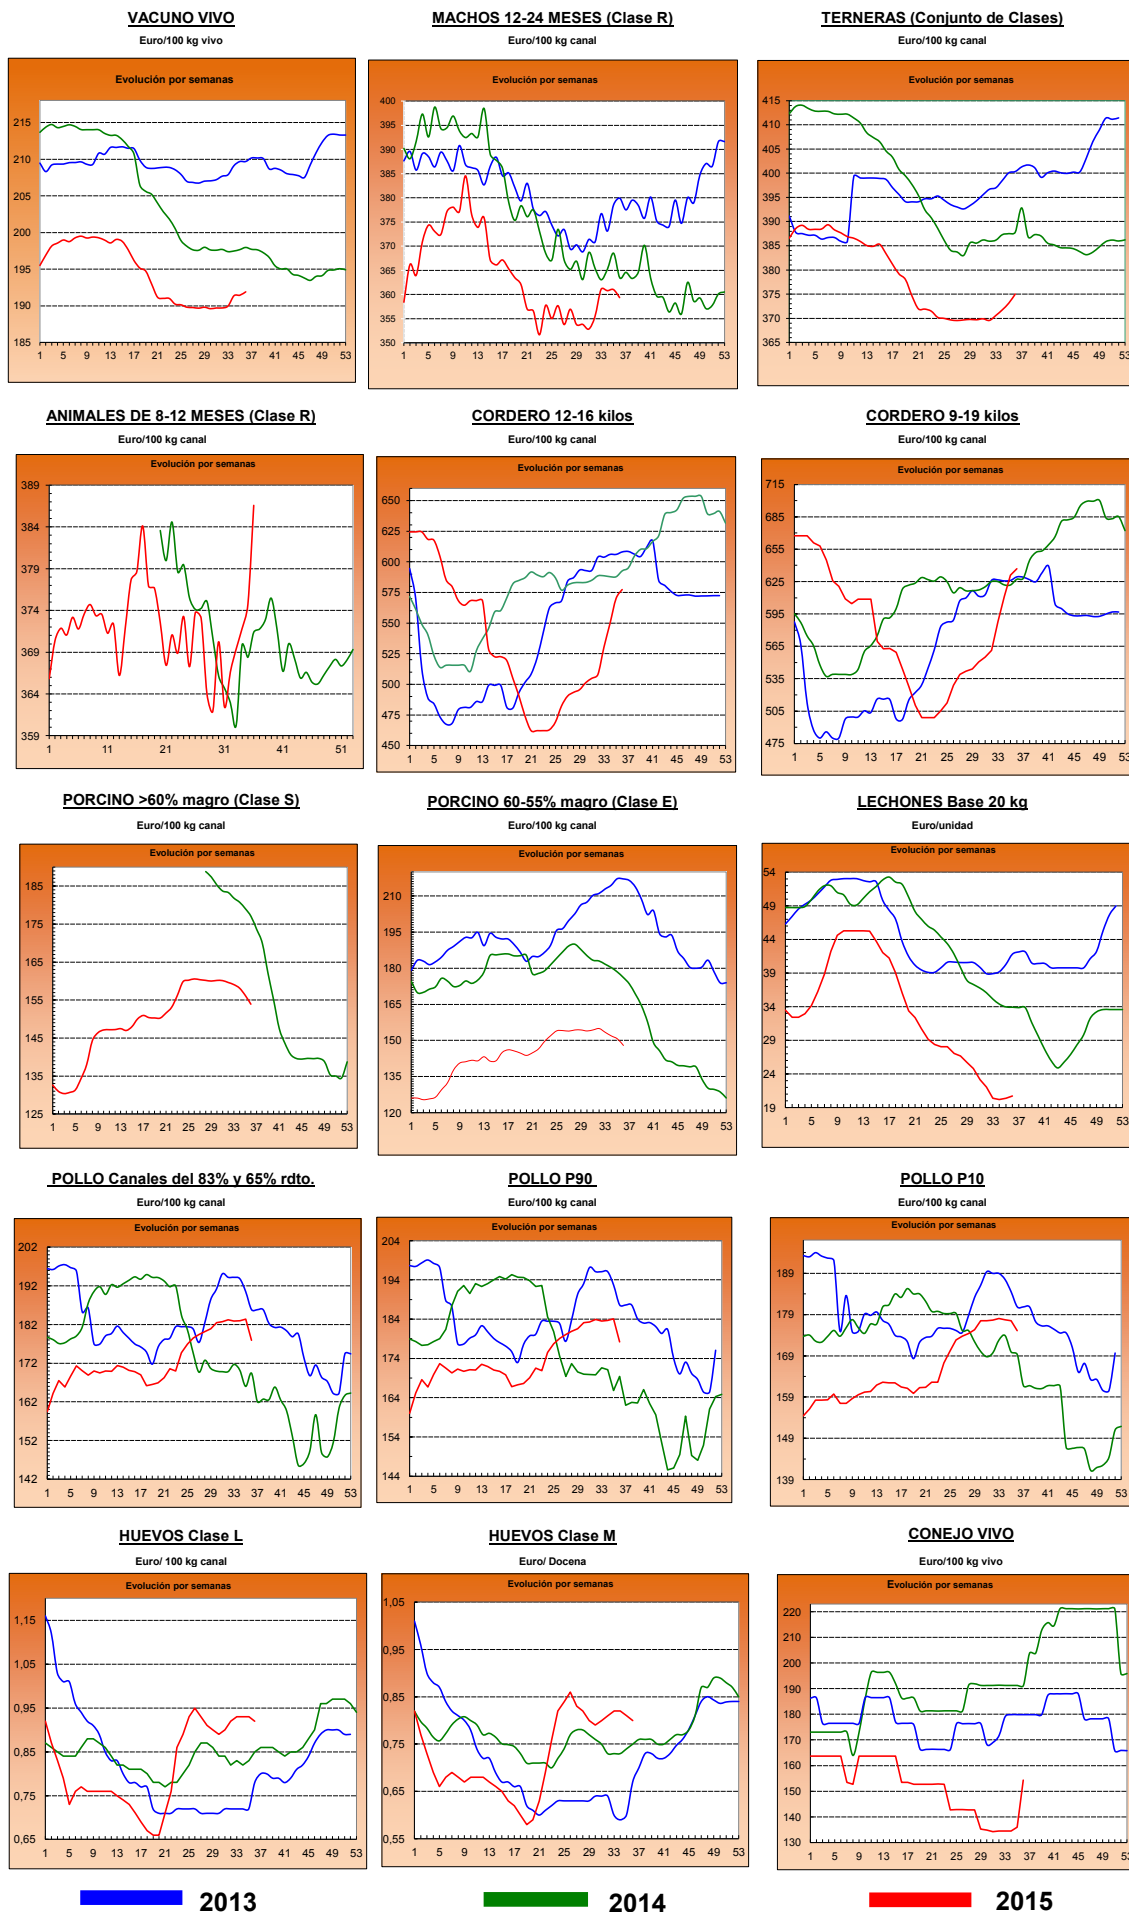 VACUNO VIVO
Euro/100 kg vivo
Evolución por semanas
215
210
205
200
195
190
185
1 5 9 13 17 21 25 29 33 37 41 45 49 53
MACHOS 12-24 MESES (Clase R)
Euro/100 kg canal
Evolución por semanas
400
395
390
385
380
375
370
365
360
355
350
1 5 9 13 17 21 25 29 33 37 41 45 49 53
TERNERAS (Conjunto de Clases)
Euro/100 kg canal
Evolución por semanas
415
410
405
400
395
390
385
380
375
370
365
1 5 9 13 17 21 25 29 33 37 41 45 49 53
ANIMALES DE 8-12 MESES (Clase R)
Euro/100 kg canal
Evolución por semanas
389
384
379
374
369
364
359
1 11 21 31 41 51
CORDERO 12-16 kilos
Euro/100 kg canal
Evolución por semanas
650
625
600
575
550
525
500
475
450
1 5 9 13 17 21 25 29 33 37 41 45 49 53
CORDERO 9-19 kilos
Euro/100 kg canal
Evolución por semanas
715
685
655
625
595
565
535
505
475
1 5 9 13 17 21 25 29 33 37 41 45 49 53
PORCINO >60% magro (Clase S)
Euro/100 kg canal
Evolución por semanas
185
175
165
155
145
135
125
1 5 9 13 17 21 25 29 33 37 41 45 49 53
PORCINO 60-55% magro (Clase E)
Euro/100 kg canal
Evolución por semanas
210
195
180
165
150
135
120
1 5 9 13 17 21 25 29 33 37 41 45 49 53
LECHONES Base 20 kg
Euro/unidad
Evolución por semanas
54
49
44
39
34
29
24
19
1 5 9 13 17 21 25 29 33 37 41 45 49 53
POLLO Canales del 83% y 65% rdto.
Euro/100 kg canal
Evolución por semanas
202
192
182
172
162
152
142
1 5 9 13 17 21 25 29 33 37 41 45 49 53
POLLO P90
Euro/100 kg canal
Evolución por semanas
204
194
184
174
164
154
144
1 5 9 13 17 21 25 29 33 37 41 45 49 53
POLLO P10
Euro/100 kg canal
Evolución por semanas
189
179
169
159
149
139
1 5 9 13 17 21 25 29 33 37 41 45 49 53
HUEVOS Clase L
Euro/ 100 kg canal
Evolución por semanas
1,15
1,05
0,95
0,85
0,75
0,65
1 5 9 13 17 21 25 29 33 37 41 45 49 53
HUEVOS Clase M
Euro/ Docena
Evolución por semanas
1,05
0,95
0,85
0,75
0,65
0,55
1 5 9 13 17 21 25 29 33 37 41 45 49 53
CONEJO VIVO
Euro/100 kg vivo
Evolución por semanas
220
210
200
190
180
170
160
150
140
130
1 5 9 13 17 21 25 29 33 37 41 45 49 53
2013
2014
2015